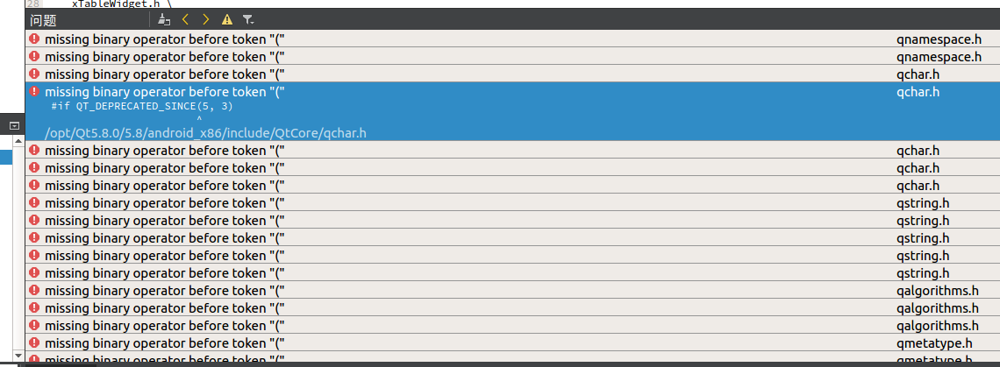 28 xTableWidget.h \
问题
missing binary operator before token "(" qnamespace.h
missing binary operator before token "(" qnamespace.h
missing binary operator before token "(" qchar.h
missing binary operator before token "(" qchar.h
#if QT_DEPRECATED_SINCE(5, 3)
^
/opt/Qt5.8.0/5.8/android_x86/include/QtCore/qchar.h
missing binary operator before token "(" qchar.h
missing binary operator before token "(" qchar.h
missing binary operator before token "(" qchar.h
missing binary operator before token "(" qstring.h
missing binary operator before token "(" qstring.h
missing binary operator before token "(" qstring.h
missing binary operator before token "(" qstring.h
missing binary operator before token "(" qstring.h
missing binary operator before token "(" qalgorithms.h
missing binary operator before token "(" qalgorithms.h
missing binary operator before token "(" qalgorithms.h
missing binary operator before token "(" qmetatype.h
missing binary operator before token "(" qmetatype.h